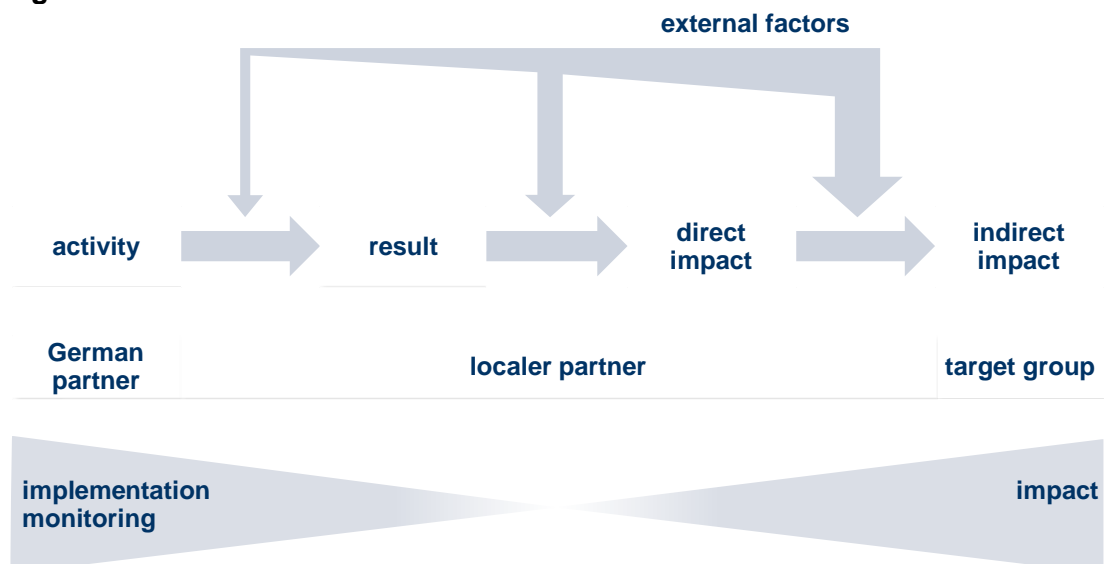 external factors
activity
result
direct
impact
indirect
impact
German
partner
localer partner
target group
implementation
monitoring
impact